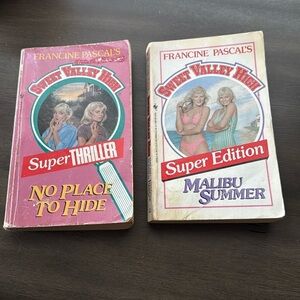 FRANCINE PASCAL'S
SWEET VALLEY HIGH
Super THRILLER
NO PLACE
TO HIDE
FRANCINE PASCAL'S
SWEET VALLEY HIGH
Super Edition
MALIBU
SUMMER